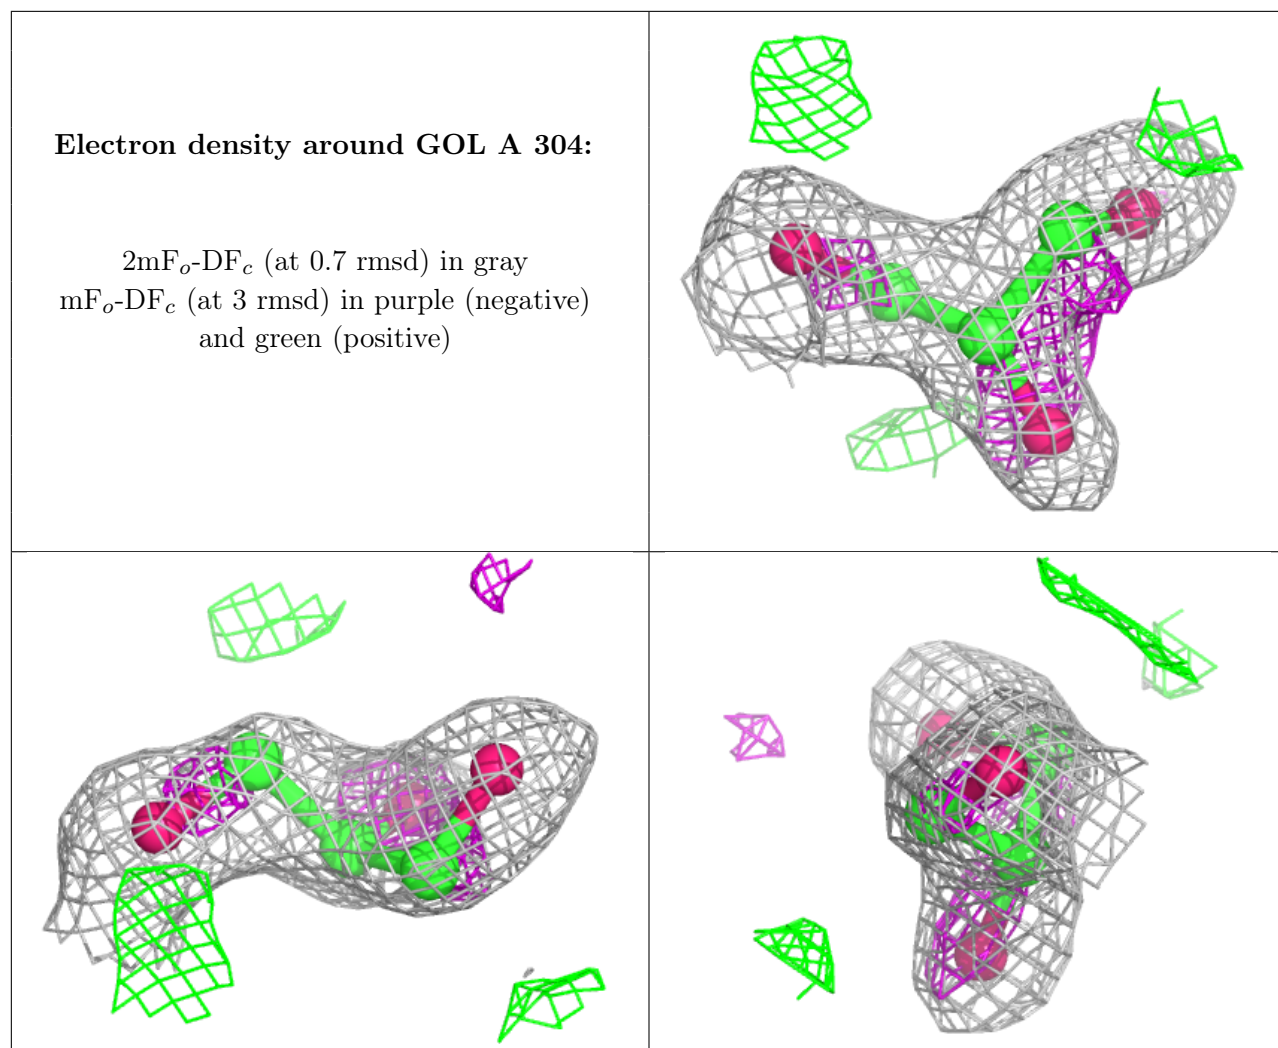 Electron density around GOL A 304:
2mFo-DFc (at 0.7 rmsd) in gray
mFo-DFc (at 3 rmsd) in purple (negative)
and green (positive)